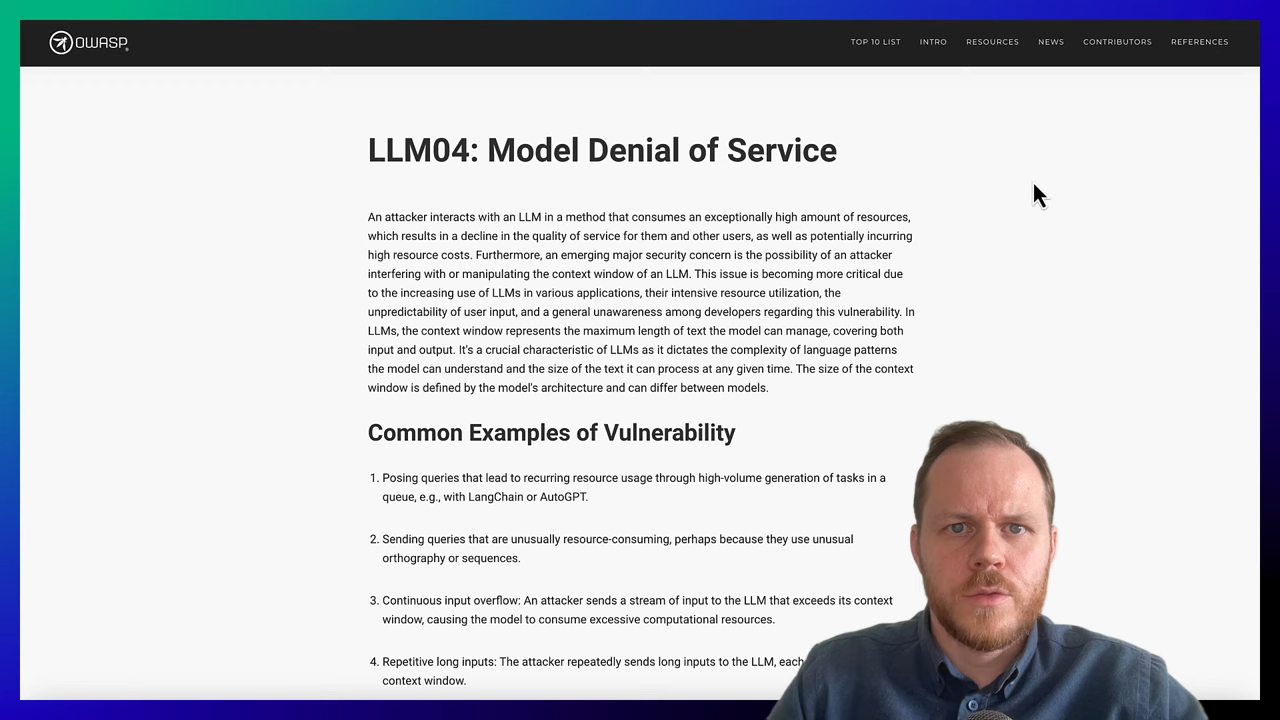 OWASP
TOP 10 LIST INTRO RESOURCES NEWS CONTRIBUTORS REFERENCES
LLM04: Model Denial of Service
An attacker interacts with an LLM in a method that consumes an exceptionally high amount of resources,
which results in a decline in the quality of service for them and other users, as well as potentially incurring
high resource costs. Furthermore, an emerging major security concern is the possibility of an attacker
interfering with or manipulating the context window of an LLM. This issue is becoming more critical due
to the increasing use of LLMs in various applications, their intensive resource utilization, the
unpredictability of user input, and a general unawareness among developers regarding this vulnerability. In
LLMs, the context window represents the maximum length of text the model can manage, covering both
input and output. It's a crucial characteristic of LLMs as it dictates the complexity of language patterns
the model can understand and the size of the text it can process at any given time. The size of the context
window is defined by the model's architecture and can differ between models.
Common Examples of Vulnerability
1. Posing queries that lead to recurring resource usage through high-volume generation of tasks in a
queue, e.g., with LangChain or AutoGPT.
2. Sending queries that are unusually resource-consuming, perhaps because they use unusual
orthography or sequences.
3. Continuous input overflow: An attacker sends a stream of input to the LLM that exceeds its context
window, causing the model to consume excessive computational resources.
4. Repetitive long inputs: The attacker repeatedly sends long inputs to the LLM, each
context window.